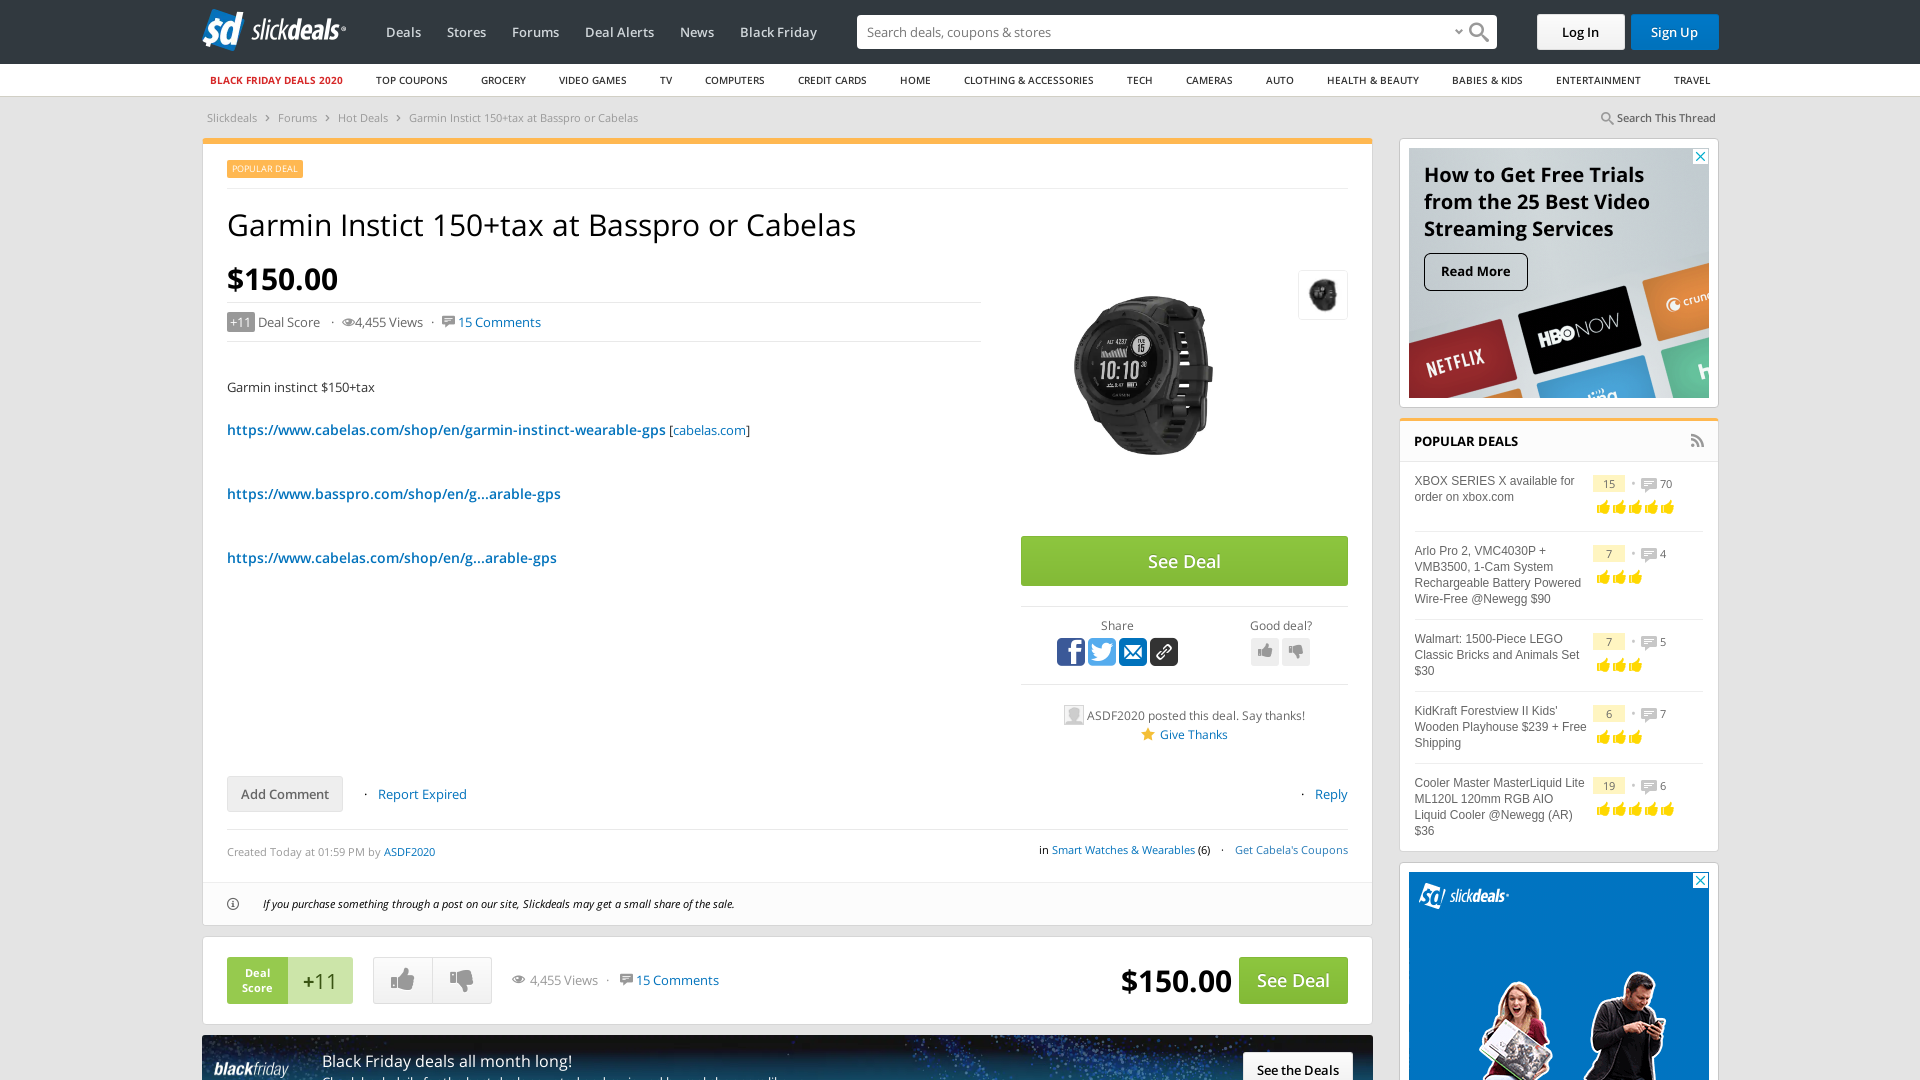 slickdeals
Deals
Stores
Forums
Deal Alerts
News
Black Friday
Search deals, coupons & stores
Log In
Sign Up
BLACK FRIDAY DEALS 2020
TOP COUPONS
GROCERY
VIDEO GAMES
TV
COMPUTERS
CREDIT CARDS
HOME
CLOTHING & ACCESSORIES
TECH
CAMERAS
AUTO
HEALTH & BEAUTY
BABIES & KIDS
ENTERTAINMENT
TRAVEL
Slickdeals > Forums > Hot Deals > Garmin Instict 150+tax at Basspro or Cabelas
Search This Thread
POPULAR DEAL
Garmin Instict 150+tax at Basspro or Cabelas
$150.00
+11 Deal Score · 4,455 Views · 15 Comments
Garmin instinct $150+tax
https://www.cabelas.com/shop/en/garmin-instinct-wearable-gps [cabelas.com]
https://www.basspro.com/shop/en/g...arable-gps
https://www.cabelas.com/shop/en/g...arable-gps
10:10
GARMIN
See Deal
Share
Good deal?
ASDF2020 posted this deal. Say thanks!
Give Thanks
Add Comment · Report Expired
· Reply
Created Today at 01:59 PM by ASDF2020
in Smart Watches & Wearables (6) · Get Cabela's Coupons
If you purchase something through a post on our site, Slickdeals may get a small share of the sale.
Deal
Score
+11
4,455 Views · 15 Comments
$150.00
See Deal
blackfriday
Black Friday deals all month long!
See the Deals
How to Get Free Trials
from the 25 Best Video
Streaming Services
Read More
NETFLIX
HBO NOW
crunc
POPULAR DEALS
XBOX SERIES X available for
order on xbox.com
15 · 70
Arlo Pro 2, VMC4030P +
VMB3500, 1-Cam System
Rechargeable Battery Powered
Wire-Free @Newegg $90
7 · 4
Walmart: 1500-Piece LEGO
Classic Bricks and Animals Set
$30
7 · 5
KidKraft Forestview II Kids'
Wooden Playhouse $239 + Free
Shipping
6 · 7
Cooler Master MasterLiquid Lite
ML120L 120mm RGB AIO
Liquid Cooler @Newegg (AR)
$36
19 · 6
slickdeals